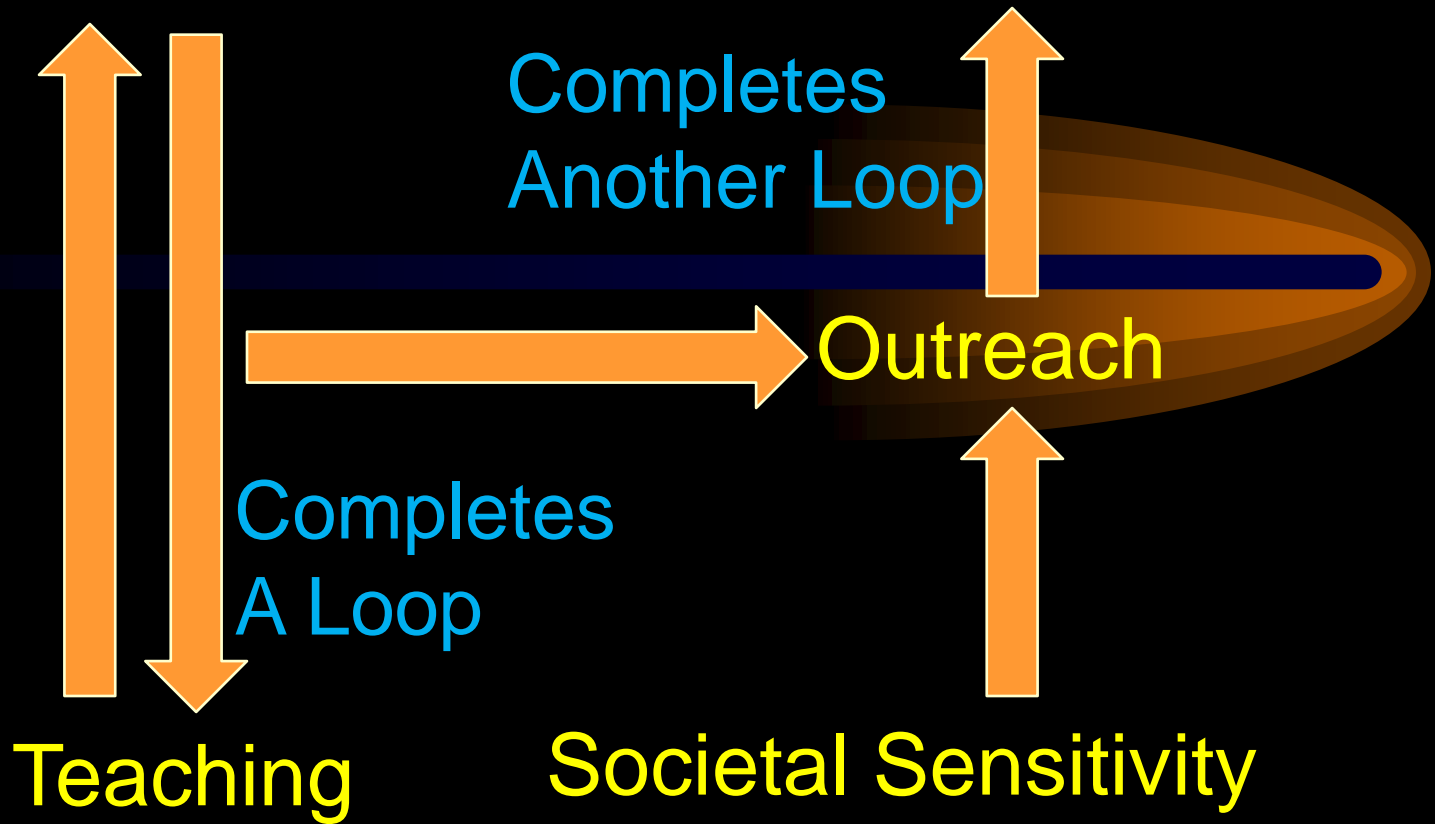 Completes
Another Loop
Outreach
Completes
A Loop
Teaching
Societal Sensitivity